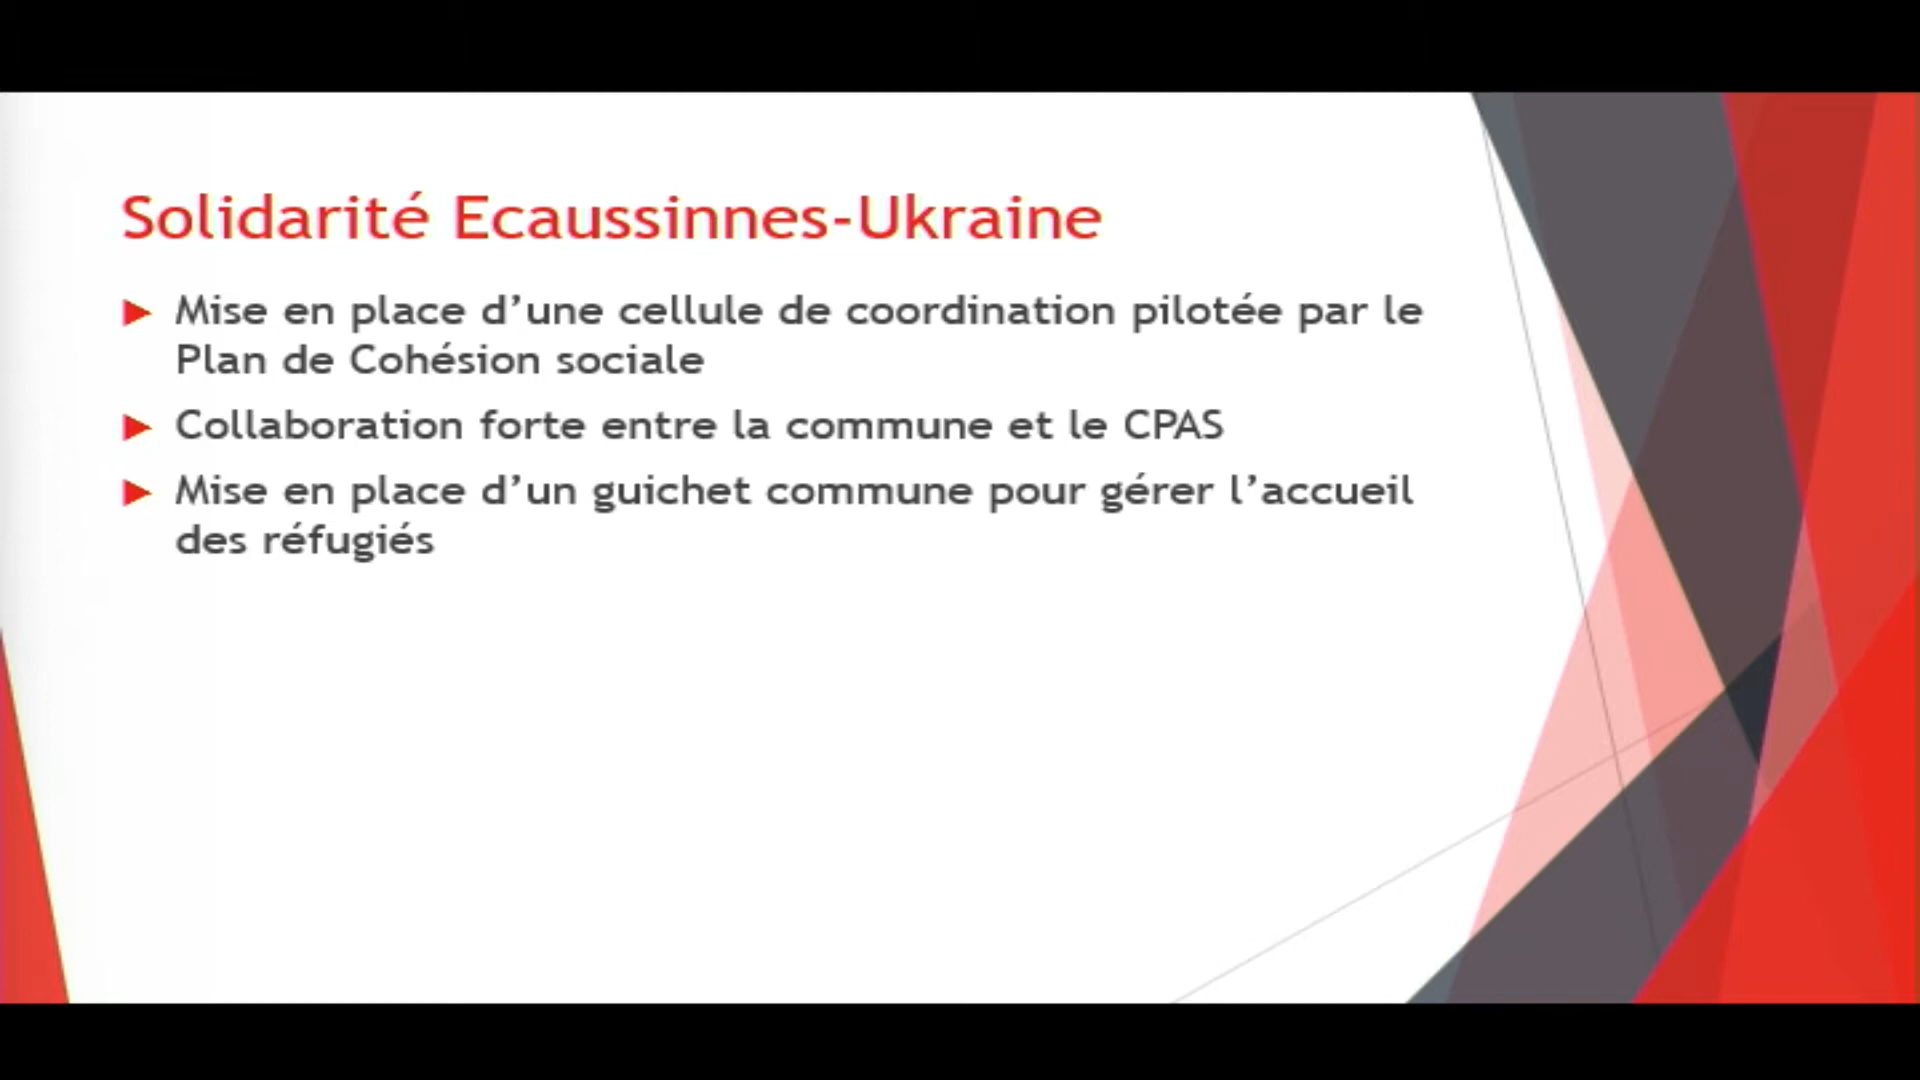 Solidarité Ecaussinnes-Ukraine
Mise en place d’une cellule de coordination pilotée par le
Plan de Cohésion sociale
Collaboration forte entre la commune et le CPAS
Mise en place d’un guichet commune pour gérer l’accueil
des réfugiés